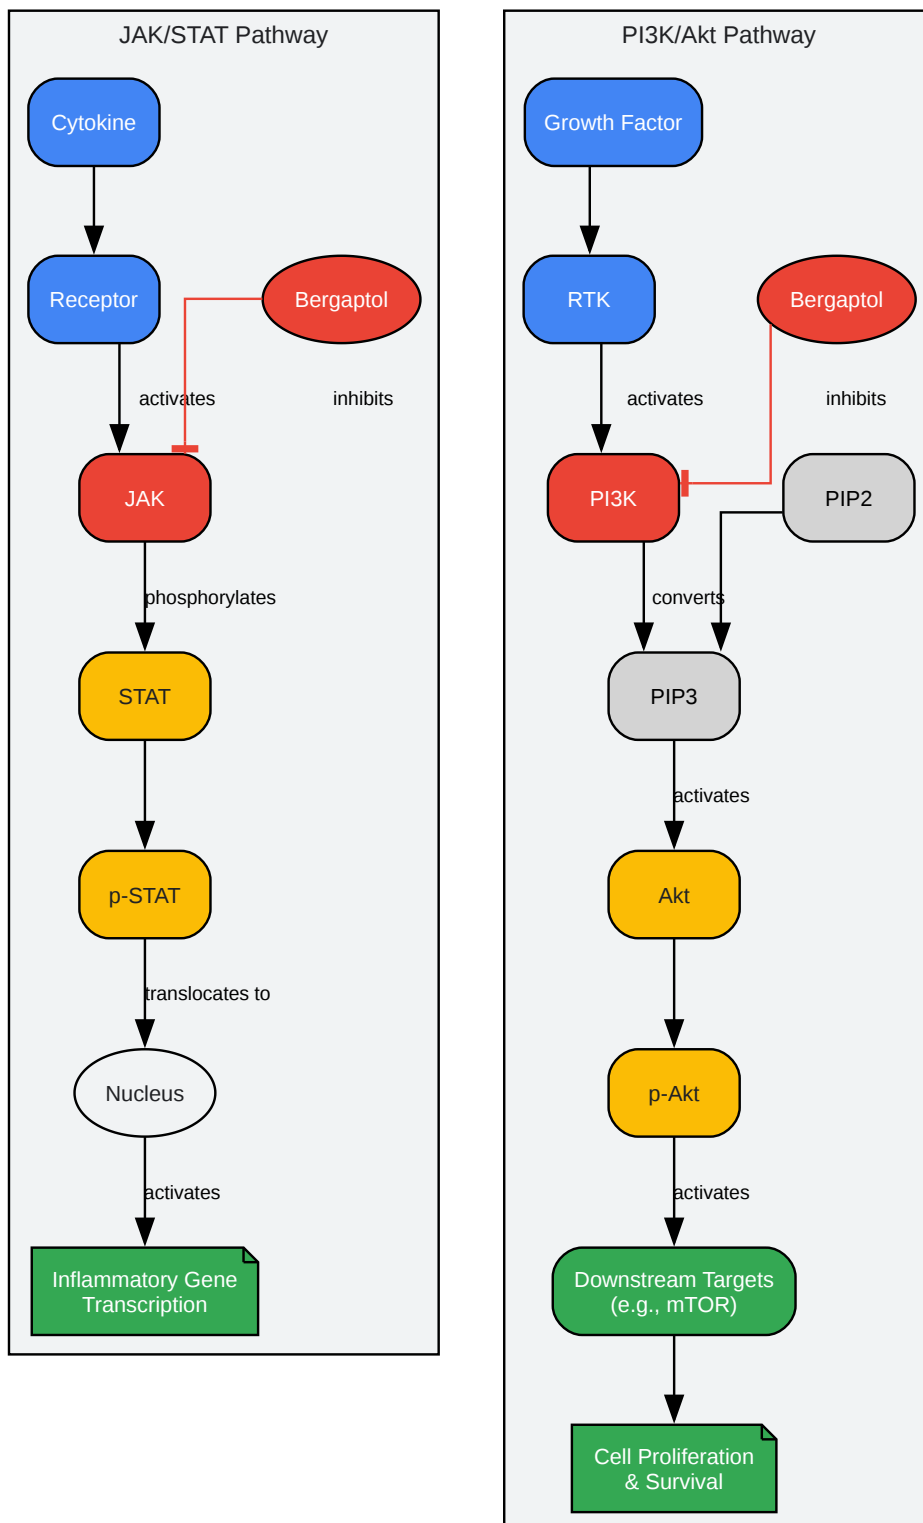 JAK/STAT Pathway
Cytokine
Receptor
Bergaptol
activates
inhibits
JAK
phosphorylates
STAT
p-STAT
translocates to
Nucleus
activates
Inflammatory Gene
Transcription
PI3K/Akt Pathway
Growth Factor
RTK
Bergaptol
activates
inhibits
PI3K
PIP2
converts
PIP3
activates
Akt
p-Akt
activates
Downstream Targets
(e.g., mTOR)
Cell Proliferation
& Survival